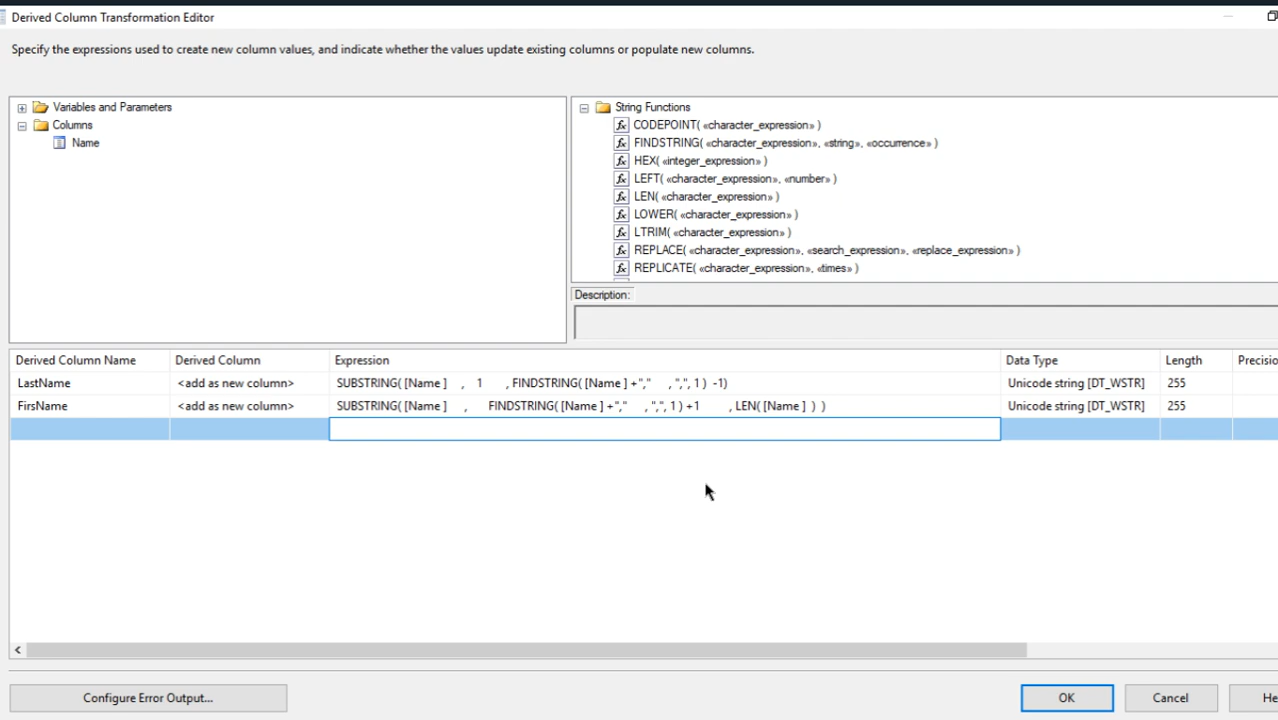 Derived Column Transformation Editor
Specify the expressions used to create new column values, and indicate whether the values update existing columns or populate new columns.
Variables and Parameters
Columns
Name
String Functions
CODEPOINT( «character_expression» )
FINDSTRING( «character_expression», «string», «occurrence» )
HEX( «integer_expression» )
LEFT( «character_expression», «number» )
LEN( «character_expression» )
LOWER( «character_expression» )
LTRIM( «character_expression» )
REPLACE( «character_expression», «search_expression», «replace_expression» )
REPLICATE( «character_expression», «times» )
Description:
Derived Column Name Derived Column Expression Data Type Length Precisio
LastName <add as new column> SUBSTRING( [Name ] , 1 , FINDSTRING( [Name ] +"," , ",", 1 ) -1) Unicode string [DT_WSTR] 255
FirsName <add as new column> SUBSTRING( [Name ] , FINDSTRING( [Name ] +"," , ",", 1 ) +1 , LEN( [Name ] ) ) Unicode string [DT_WSTR] 255
Configure Error Output... OK Cancel He